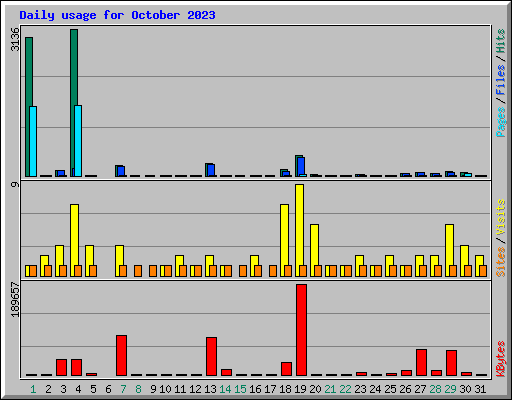 Daily usage for October 2023
3136
Pages / Files / Hits
9
Sites / Visits
189657
KBytes
1 2 3 4 5 6 7 8 9 10 11 12 13 14 15 16 17 18 19 20 21 22 23 24 25 26 27 28 29 30 31